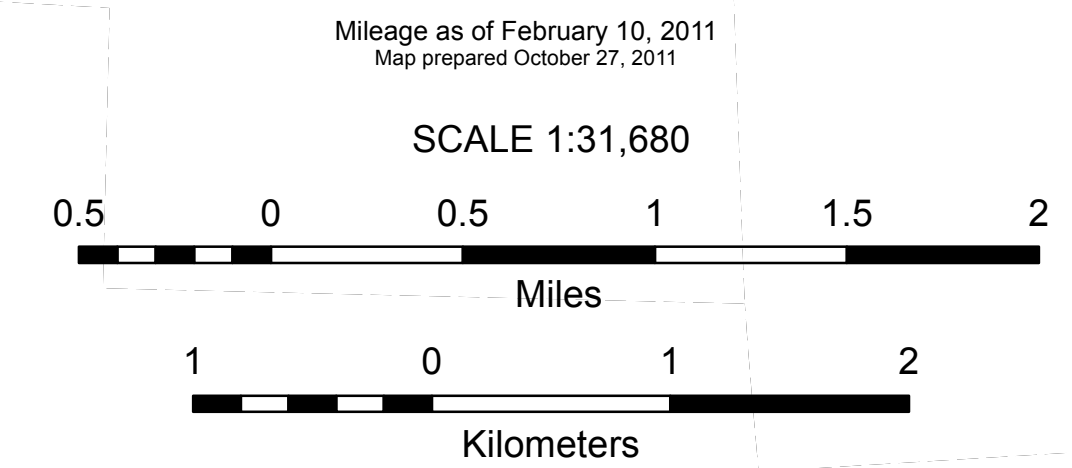 Mileage as of February 10, 2011
Map prepared October 27, 2011
SCALE 1:31,680
0.5 0 0.5 1 1.5 2
Miles
1 0 1 2
Kilometers